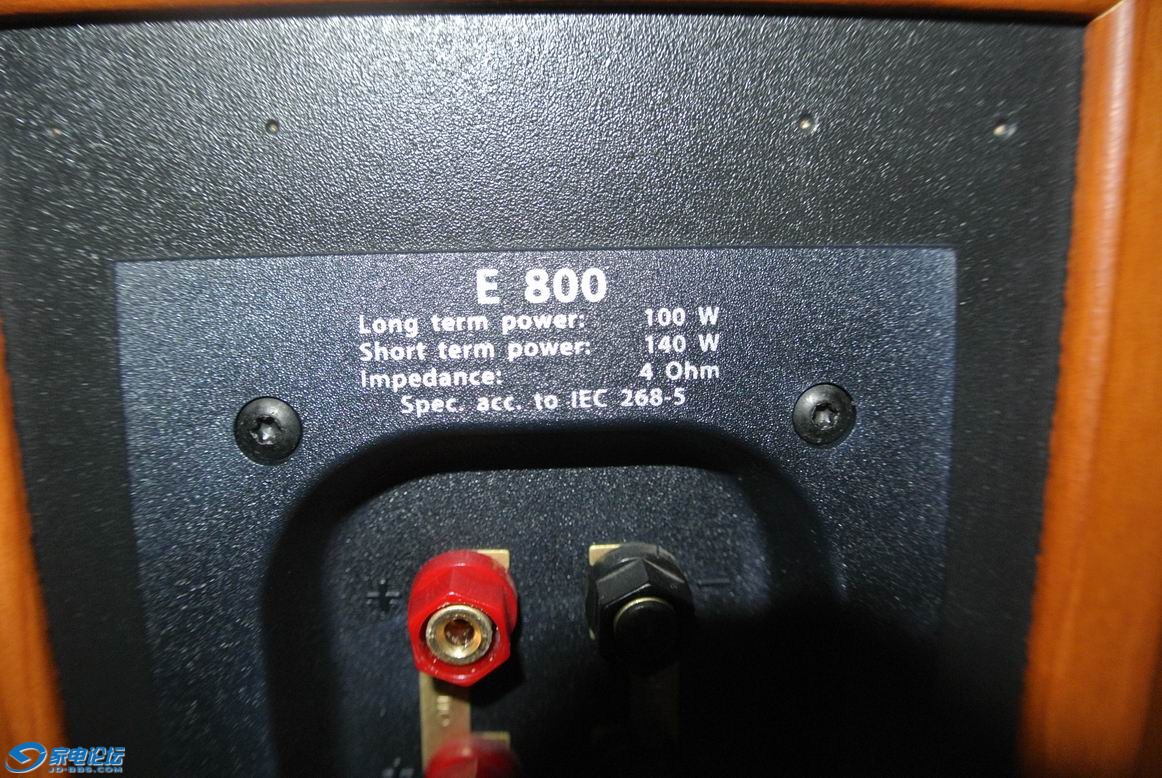 E 800
Long term power: 100 W
Short term power: 140 W
Impedance: 4 Ohm
Spec. acc. to IEC 268-5
+ −
家电论坛
JD-BBS.COM